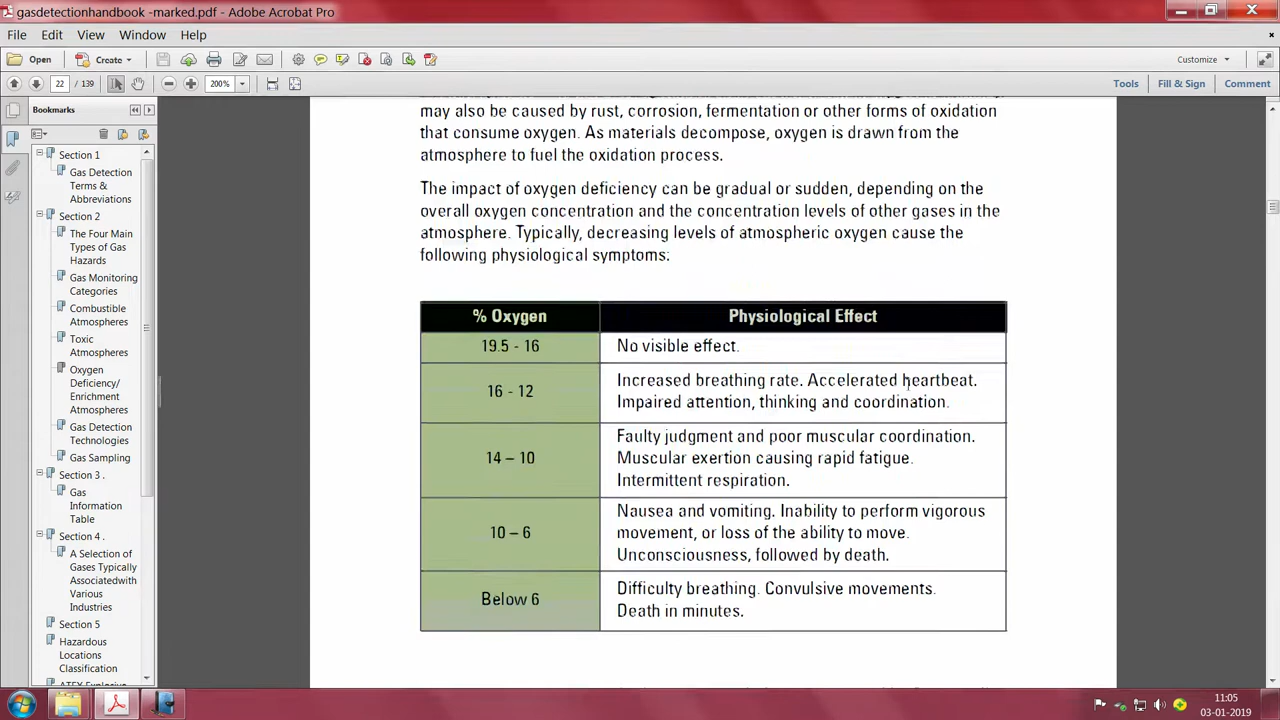 gasdetectionhandbook -marked.pdf - Adobe Acrobat Pro
File Edit View Window Help
Open Create Customize
22 / 139 200% Tools Fill & Sign Comment
Bookmarks
Section 1
Gas Detection
Terms &
Abbreviations
Section 2
The Four Main
Types of Gas
Hazards
Gas Monitoring
Categories
Combustible
Atmospheres
Toxic
Atmospheres
Oxygen
Deficiency/
Enrichment
Atmospheres
Gas Detection
Technologies
Gas Sampling
Section 3 .
Gas
Information
Table
Section 4 .
A Selection of
Gases Typically
Associatedwith
Various
Industries
Section 5
Hazardous
Locations
Classification
may also be caused by rust, corrosion, fermentation or other forms of oxidation
that consume oxygen. As materials decompose, oxygen is drawn from the
atmosphere to fuel the oxidation process.
The impact of oxygen deficiency can be gradual or sudden, depending on the
overall oxygen concentration and the concentration levels of other gases in the
atmosphere. Typically, decreasing levels of atmospheric oxygen cause the
following physiological symptoms:
% Oxygen Physiological Effect
19.5 - 16 No visible effect.
16 - 12 Increased breathing rate. Accelerated heartbeat.
Impaired attention, thinking and coordination.
14 – 10 Faulty judgment and poor muscular coordination.
Muscular exertion causing rapid fatigue.
Intermittent respiration.
10 – 6 Nausea and vomiting. Inability to perform vigorous
movement, or loss of the ability to move.
Unconsciousness, followed by death.
Below 6 Difficulty breathing. Convulsive movements.
Death in minutes.
11:05
03-01-2019